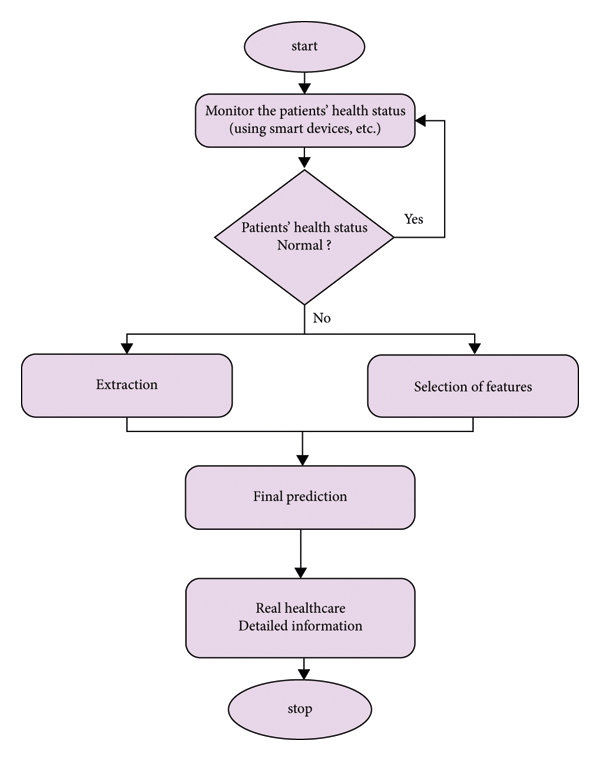 start
Monitor the patients’ health status
(using smart devices, etc.)
Yes
Patients’ health status
Normal ?
No
Extraction
Selection of features
Final prediction
Real healthcare
Detailed information
stop